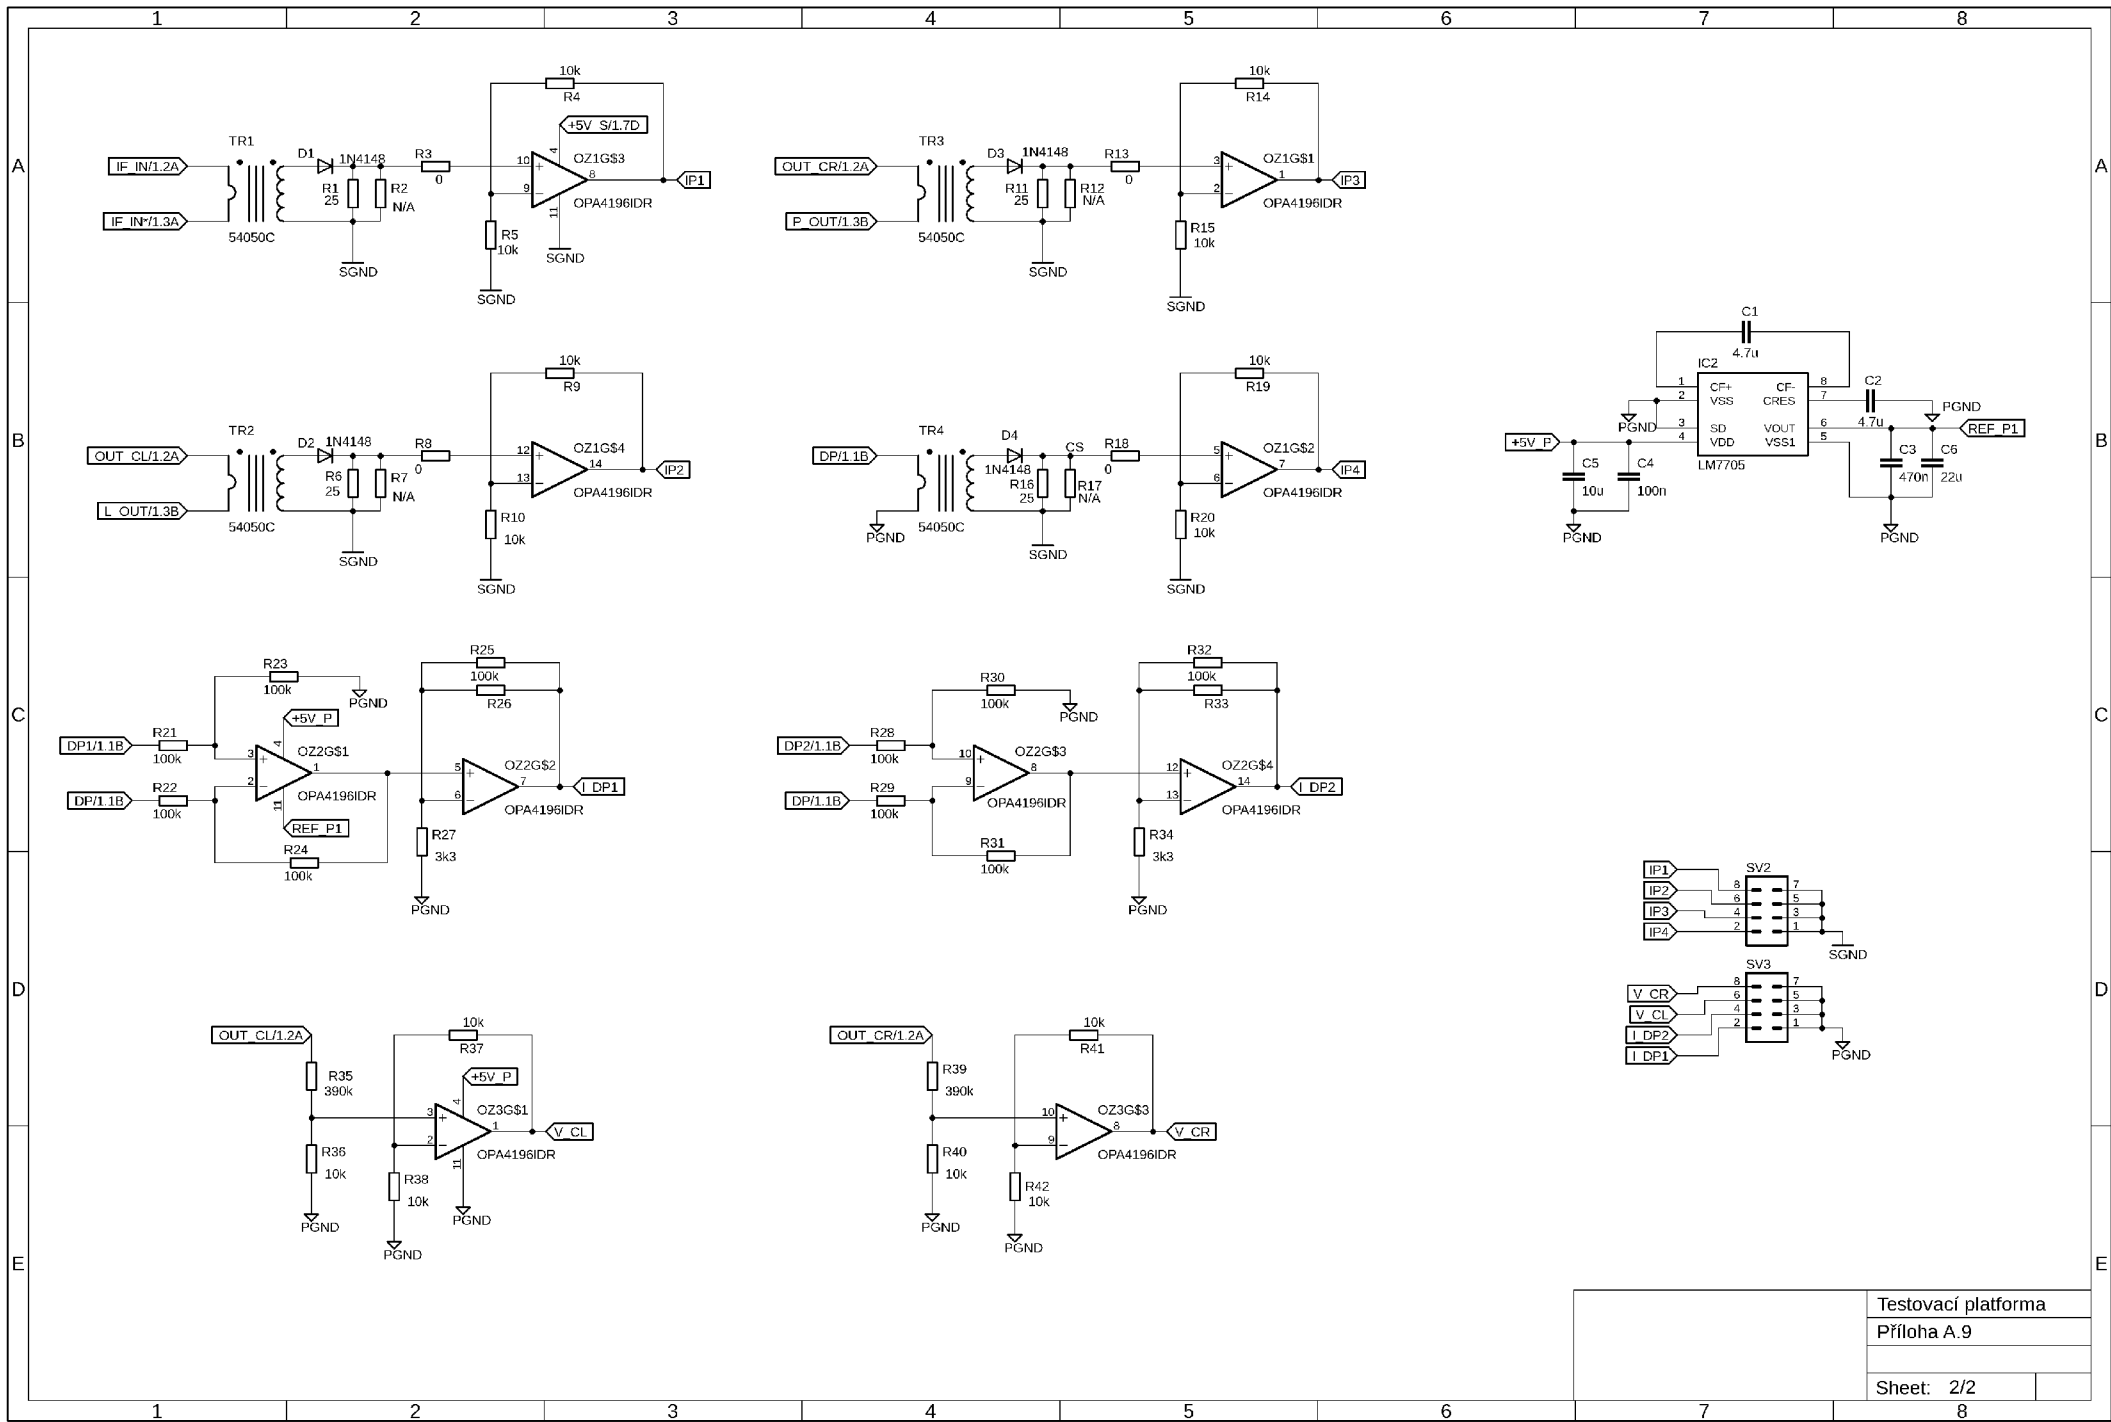 1 2 3 4 5 6 7 8
A
TR1
IF_IN/1.2A
IF_IN*/1.3A
54050C
D1
1N4148
R1
25
R2
N/A
SGND
R3
0
10k
R4
+5V_S/1.7D
4
10
9
8
11
OZ1G$3
OPA4196IDR
IP1
R5
10k
SGND
SGND
TR3
OUT_CR/1.2A
P_OUT/1.3B
54050C
D3
1N4148
R11
25
R12
N/A
SGND
R13
0
10k
R14
3
2
1
OZ1G$1
OPA4196IDR
IP3
R15
10k
SGND
A
B
TR2
OUT_CL/1.2A
L_OUT/1.3B
54050C
D2
1N4148
R6
25
R7
N/A
SGND
R8
0
10k
R9
12
13
14
OZ1G$4
OPA4196IDR
IP2
R10
10k
SGND
TR4
DP/1.1B
PGND
54050C
D4
1N4148
R16
25
CS
R17
N/A
SGND
R18
0
10k
R19
5
6
7
OZ1G$2
OPA4196IDR
IP4
R20
10k
SGND
C1
4.7u
IC2
1 CF+ CF- 8
2 VSS CRES 7
3 SD VOUT 6
4 VDD VSS1 5
LM7705
PGND
+5V_P
C5
10u
C4
100n
PGND
C2
4.7u
PGND
REF_P1
C3
470n
C6
22u
PGND
B
C
R23
100k
PGND
DP1/1.1B
R21
100k
DP/1.1B
R22
100k
+5V_P
4
3
2
1
11
OZ2G$1
OPA4196IDR
REF_P1
R24
100k
R25
100k
R26
5
6
7
OZ2G$2
OPA4196IDR
I_DP1
R27
3k3
PGND
R30
100k
PGND
DP2/1.1B
R28
100k
DP/1.1B
R29
100k
10
9
8
OZ2G$3
OPA4196IDR
R31
100k
R32
100k
R33
12
13
14
OZ2G$4
OPA4196IDR
I_DP2
R34
3k3
PGND
C
D
SV2
IP1
IP2
IP3
IP4
8 7
6 5
4 3
2 1
SGND
SV3
V_CR
V_CL
I_DP2
I_DP1
8 7
6 5
4 3
2 1
PGND
D
OUT_CL/1.2A
R35
390k
R36
10k
PGND
10k
R37
+5V_P
4
3
2
1
11
OZ3G$1
OPA4196IDR
V_CL
R38
10k
PGND
PGND
OUT_CR/1.2A
R39
390k
R40
10k
PGND
10k
R41
10
9
8
OZ3G$3
OPA4196IDR
V_CR
R42
10k
PGND
E
E
Testovací platforma
Příloha A.9
Sheet: 2/2
1 2 3 4 5 6 7 8